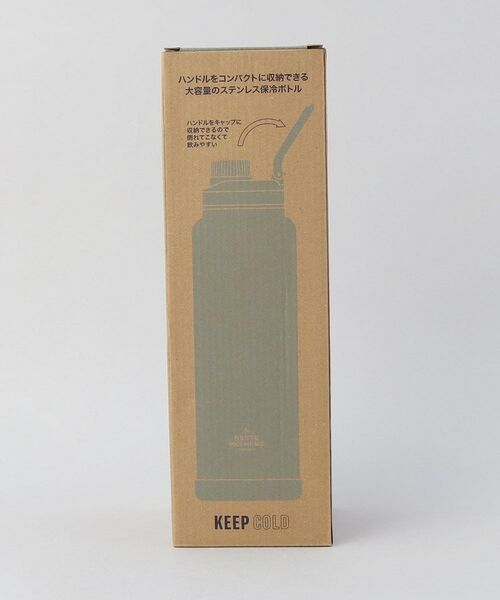 ハンドルをコンパクトに収納できる
大容量のステンレス保冷ボトル
ハンドルをキャップに
収納できるので
倒れてこなくて
飲みやすい
KEEP COLD